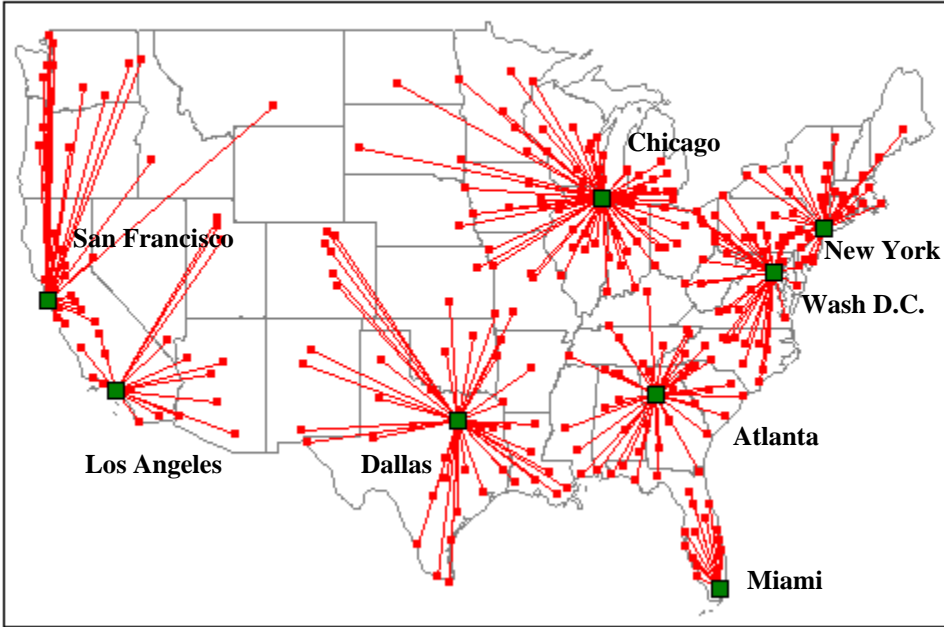 Chicago
San Francisco
New York
Wash D.C.
Atlanta
Los Angeles
Dallas
Miami